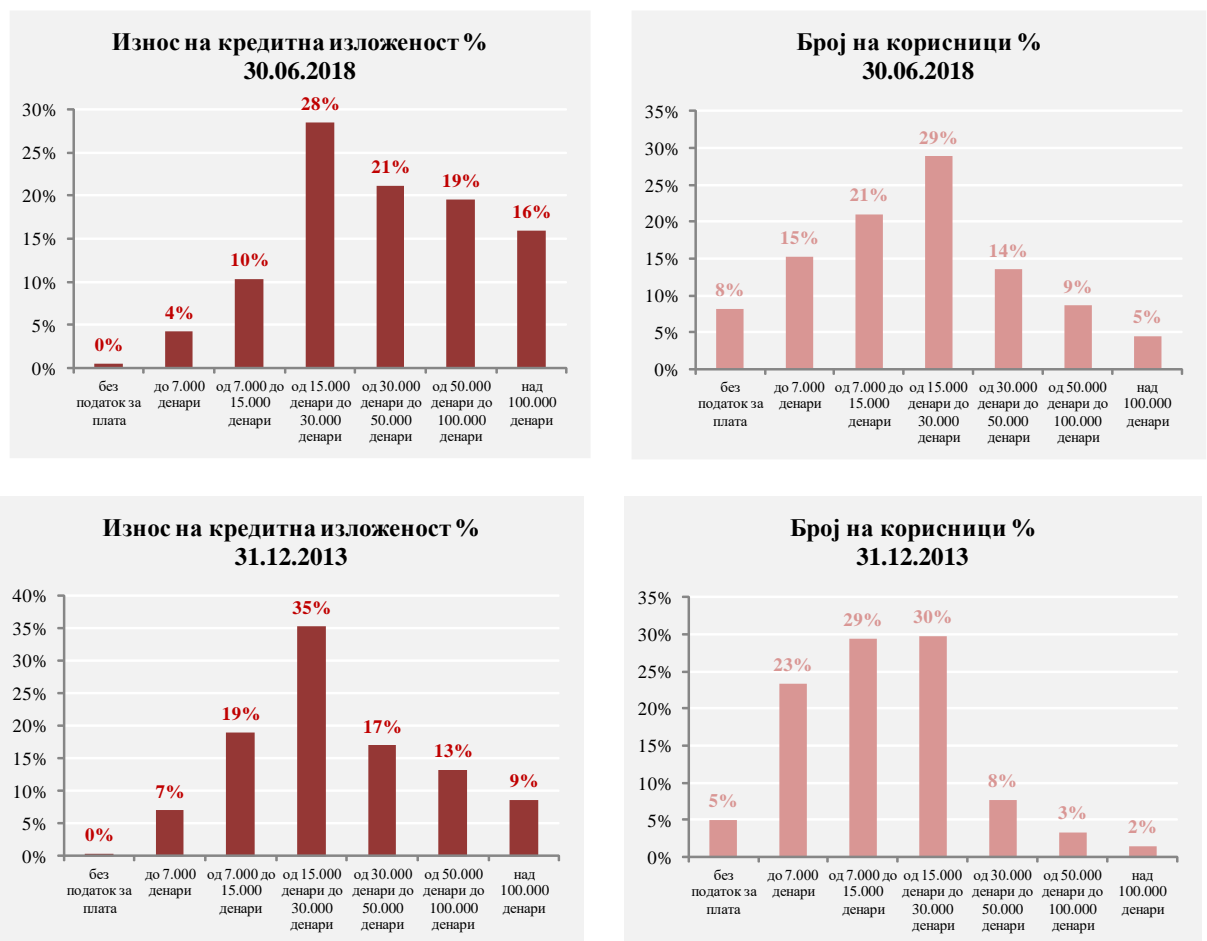 Износ на кредитна изложеност %
30.06.2018
30%
25%
20%
15%
10%
5%
0%
0%
4%
10%
28%
21%
19%
16%
без
податок за
плата
до 7.000
денари
од 7.000 до
15.000
денари
од 15.000
денари до
30.000
денари
од 30.000
денари до
50.000
денари
од 50.000
денари до
100.000
денари
над
100.000
денари
Број на корисници %
30.06.2018
35%
30%
25%
20%
15%
10%
5%
0%
8%
15%
21%
29%
14%
9%
5%
без
податок за
плата
до 7.000
денари
од 7.000 до
15.000
денари
од 15.000
денари до
30.000
денари
од 30.000
денари до
50.000
денари
од 50.000
денари до
100.000
денари
над
100.000
денари
Износ на кредитна изложеност %
31.12.2013
40%
35%
30%
25%
20%
15%
10%
5%
0%
0%
7%
19%
35%
17%
13%
9%
без
податок за
плата
до 7.000
денари
од 7.000 до
15.000
денари
од 15.000
денари до
30.000
денари
од 30.000
денари до
50.000
денари
од 50.000
денари до
100.000
денари
над
100.000
денари
Број на корисници %
31.12.2013
35%
30%
25%
20%
15%
10%
5%
0%
5%
23%
29%
30%
8%
3%
2%
без
податок за
плата
до 7.000
денари
од 7.000 до
15.000
денари
од 15.000
денари до
30.000
денари
од 30.000
денари до
50.000
денари
од 50.000
денари до
100.000
денари
над
100.000
денари